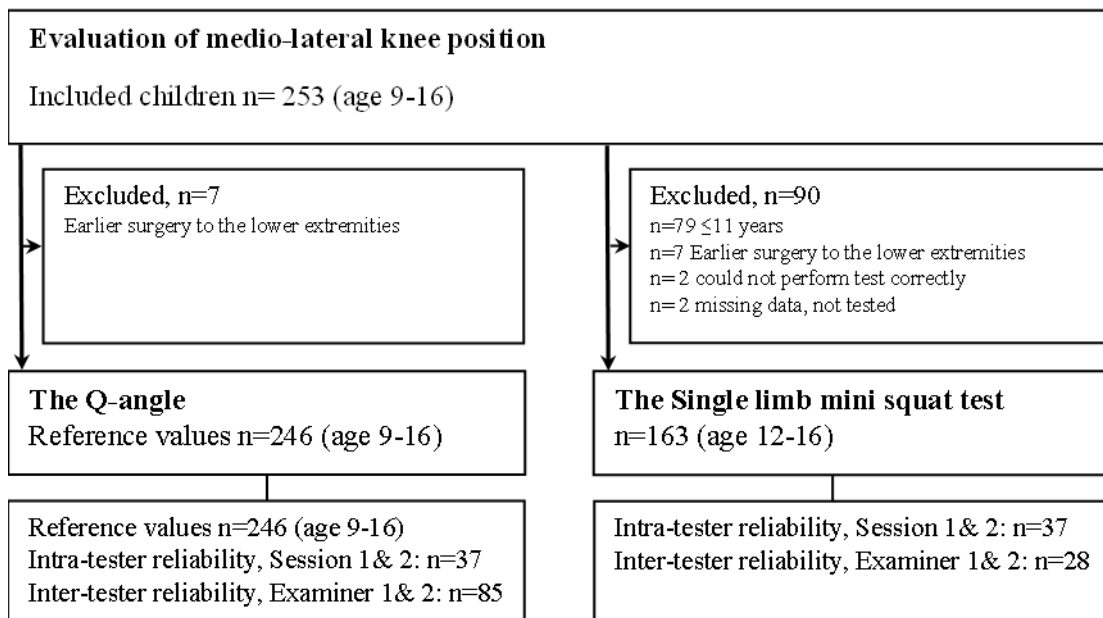 Evaluation of medio-lateral knee position
Included children n= 253 (age 9-16)
Excluded, n=7
Earlier surgery to the lower extremities
Excluded, n=90
n=79 ≤11 years
n=7 Earlier surgery to the lower extremities
n= 2 could not perform test correctly
n= 2 missing data, not tested
The Q-angle
Reference values n=246 (age 9-16)
The Single limb mini squat test
n=163 (age 12-16)
Reference values n=246 (age 9-16)
Intra-tester reliability, Session 1& 2: n=37
Inter-tester reliability, Examiner 1& 2: n=85
Intra-tester reliability, Session 1& 2: n=37
Inter-tester reliability, Examiner 1& 2: n=28